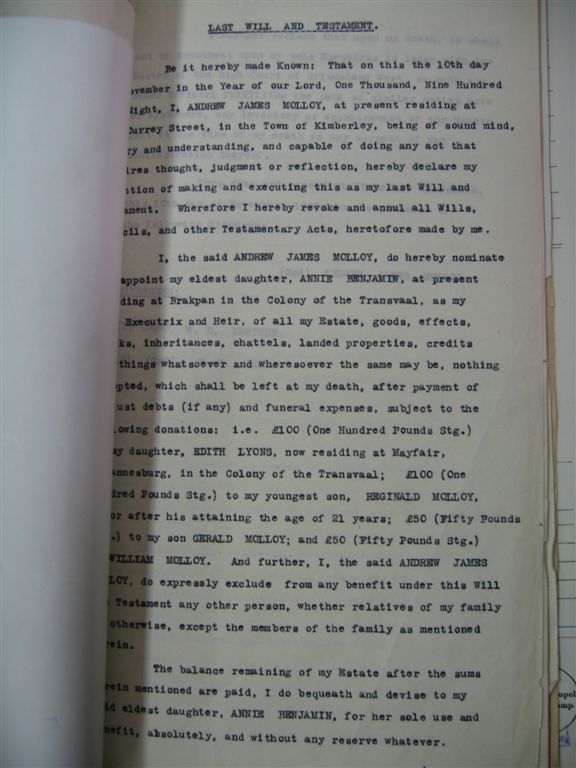 LAST WILL AND TESTAMENT.
Be it hereby made Known: That on this the 10th day
ovember in the Year of our Lord, One Thousand, Nine Hundred
Eight, I, ANDREW JAMES MOLLOY, at present residing at
Currey Street, in the Town of Kimberley, being of sound mind,
ry and understanding, and capable of doing any act that
ires thought, judgment or reflection, hereby declare my
ntion of making and executing this as my last Will and
ament. Wherefore I hereby revoke and annul all Wills,
cils, and other Testamentary Acts, heretofore made by me.
I, the said ANDREW JAMES MOLLOY, do hereby nominate
appoint my eldest daughter, ANNIE BENJAMIN, at present
ding at Brakpan in the Colony of the Transvaal, as my
Executrix and Heir, of all my Estate, goods, effects,
ks, inheritances, chattels, landed properties, credits
things whatsoever and wheresoever the same may be, nothing
epted, which shall be left at my death, after payment of
just debts (if any) and funeral expenses, subject to the
lowing donations: i.e. £100 (One Hundred Pounds Stg.)
my daughter, EDITH LYONS, now residing at Mayfair,
annesburg, in the Colony of the Transvaal; £100 (One
dred Pounds Stg.) to my youngest son, REGINALD MOLLOY,
or after his attaining the age of 21 years; £50 (Fifty Pounds
.) to my son GERALD MOLLOY; and £50 (Fifty Pounds Stg.)
WILLIAM MOLLOY. And further, I, the said ANDREW JAMES
LOY, do expressly exclude from any benefit under this Will
Testament any other person, whether relatives of my family
otherwise, except the members of the family as mentioned
rein.
The balance remaining of my Estate after the sums
rein mentioned are paid, I do bequeath and devise to my
id eldest daughter, ANNIE BENJAMIN, for her sole use and
nefit, absolutely, and without any reserve whatever.